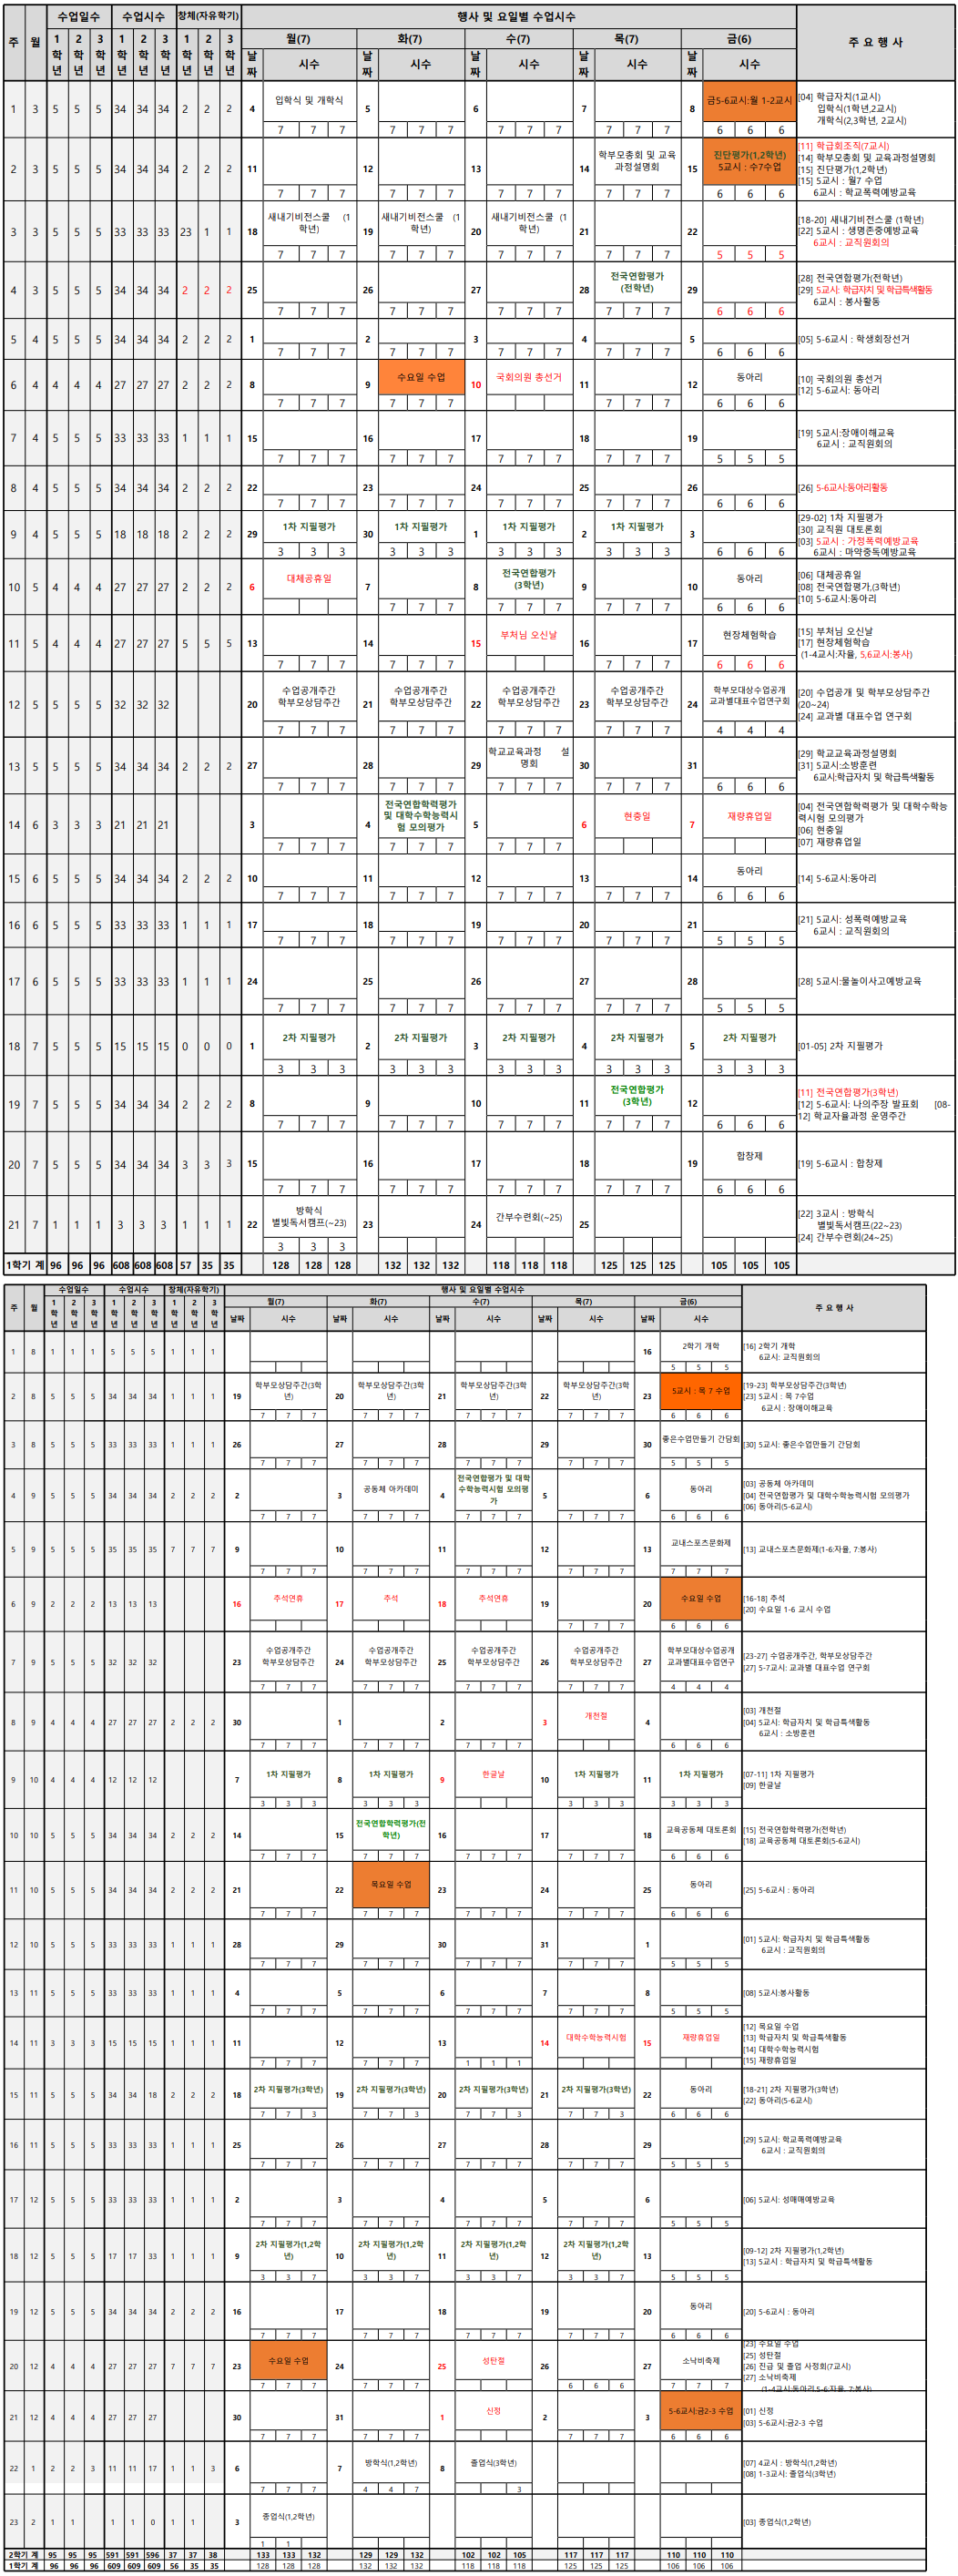 주 월 수업일수 수업시수 창체(자유학기) 행사 및 요일별 수업시수 주 요 행 사
1학년 2학년 3학년 1학년 2학년 3학년 1학년 2학년 3학년 월(7) 화(7) 수(7) 목(7) 금(6)
날짜 시수 날짜 시수 날짜 시수 날짜 시수 날짜 시수
1 3 5 5 5 34 34 34 2 2 2 4 입학식 및 개학식 5 6 7 8 금5-6교시:월 1-2교시
7 7 7 7 7 7 7 7 7 7 7 7 6 6 6
[04] 학급자치(1교시)
입학식(1학년,2교시)
개학식(2,3학년, 2교시)
2 3 5 5 5 34 34 34 2 2 2 11 12 13 14 학부모총회 및 교육과정설명회 15 진단평가(1,2학년) 5교시 : 수7수업
7 7 7 7 7 7 7 7 7 7 7 7 6 6 6
[11] 학급회조직(7교시)
[14] 학부모총회 및 교육과정설명회
[15] 진단평가(1,2학년)
[15] 5교시 : 월7 수업
6교시 : 학교폭력예방교육
3 3 5 5 5 33 33 33 23 1 1 18 새내기비전스쿨 (1학년) 19 새내기비전스쿨 (1학년) 20 새내기비전스쿨 (1학년) 21 22
7 7 7 7 7 7 7 7 7 7 7 7 5 5 5
[18-20] 새내기비전스쿨 (1학년)
[22] 5교시 : 생명존중예방교육
6교시 : 교직원회의
4 3 5 5 5 34 34 34 2 2 2 25 26 27 28 전국연합평가 (전학년) 29
7 7 7 7 7 7 7 7 7 7 7 7 6 6 6
[28] 전국연합평가(전학년)
[29] 5교시: 학급자치 및 학급특색활동
6교시 : 봉사활동
5 4 5 5 5 34 34 34 2 2 2 1 2 3 4 5
7 7 7 7 7 7 7 7 7 7 7 7 6 6 6
[05] 5-6교시 : 학생회장선거
6 4 4 4 4 27 27 27 2 2 2 8 9 수요일 수업 10 국회의원 총선거 11 12 동아리
7 7 7 7 7 7 7 7 7 6 6 6
[10] 국회의원 총선거
[12] 5-6교시: 동아리
7 4 5 5 5 33 33 33 1 1 1 15 16 17 18 19
7 7 7 7 7 7 7 7 7 7 7 7 5 5 5
[19] 5교시:장애이해교육
6교시 : 교직원회의
8 4 5 5 5 34 34 34 2 2 2 22 23 24 25 26
7 7 7 7 7 7 7 7 7 7 7 7 6 6 6
[26] 5-6교시:동아리활동
9 4 5 5 5 18 18 18 2 2 2 29 1차 지필평가 30 1차 지필평가 1 1차 지필평가 2 1차 지필평가 3
3 3 3 3 3 3 3 3 3 3 3 3 6 6 6
[29-02] 1차 지필평가
[30] 교직원 대토론회
[03] 5교시 : 가정폭력예방교육
6교시 : 마약중독예방교육
10 5 4 4 4 27 27 27 2 2 2 6 대체공휴일 7 8 전국연합평가 (3학년) 9 10 동아리
7 7 7 7 7 7 7 7 7 6 6 6
[06] 대체공휴일
[08] 전국연합평가,(3학년)
[10] 5-6교시:동아리
11 5 4 4 4 27 27 27 5 5 5 13 14 15 부처님 오신날 16 17 현장체험학습
7 7 7 7 7 7 7 7 7 6 6 6
[15] 부처님 오신날
[17] 현장체험학습
(1-4교시:자율, 5,6교시:봉사)
12 5 5 5 5 32 32 32 20 수업공개주간 학부모상담주간 21 수업공개주간 학부모상담주간 22 수업공개주간 학부모상담주간 23 수업공개주간 학부모상담주간 24 학부모대상수업공개 교과별대표수업연구회
7 7 7 7 7 7 7 7 7 7 7 7 4 4 4
[20] 수업공개 및 학부모상담주간
(20~24)
[24] 교과별 대표수업 연구회
13 5 5 5 5 34 34 34 2 2 2 27 28 29 학교교육과정 설명회 30 31
7 7 7 7 7 7 7 7 7 7 7 7 6 6 6
[29] 학교교육과정설명회
[31] 5교시:소방훈련
6교시:학급자치 및 학급특색활동
14 6 3 3 3 21 21 21 3 4 전국연합학력평가 및 대학수학능력시험 모의평가 5 6 현충일 7 재량휴업일
7 7 7 7 7 7 7 7 7
[04] 전국연합학력평가 및 대학수학능력시험 모의평가
[06] 현충일
[07] 재량휴업일
15 6 5 5 5 34 34 34 2 2 2 10 11 12 13 14 동아리
7 7 7 7 7 7 7 7 7 7 7 7 6 6 6
[14] 5-6교시:동아리
16 6 5 5 5 33 33 33 1 1 1 17 18 19 20 21
7 7 7 7 7 7 7 7 7 7 7 7 5 5 5
[21] 5교시: 성폭력예방교육
6교시 : 교직원회의
17 6 5 5 5 33 33 33 1 1 1 24 25 26 27 28
7 7 7 7 7 7 7 7 7 7 7 7 5 5 5
[28] 5교시:물놀이사고예방교육
18 7 5 5 5 15 15 15 0 0 0 1 2차 지필평가 2 2차 지필평가 3 2차 지필평가 4 2차 지필평가 5 2차 지필평가
3 3 3 3 3 3 3 3 3 3 3 3 3 3 3
[01-05] 2차 지필평가
19 7 5 5 5 34 34 34 2 2 2 8 9 10 11 전국연합평가 (3학년) 12
7 7 7 7 7 7 7 7 7 7 7 7 6 6 6
[11] 전국연합평가(3학년)
[12] 5-6교시: 나의주장 발표회 [08-12] 학교자율과정 운영주간
20 7 5 5 5 34 34 34 3 3 3 15 16 17 18 19 합창제
7 7 7 7 7 7 7 7 7 7 7 7 6 6 6
[19] 5-6교시 : 합창제
21 7 1 1 1 3 3 3 1 1 1 22 방학식 별빛독서캠프(~23) 23 24 간부수련회(~25) 25
3 3 3
[22] 3교시 : 방학식
별빛독서캠프(22~23)
[24] 간부수련회(24~25)
1학기 계 96 96 96 608 608 608 57 35 35 128 128 128 132 132 132 118 118 118 125 125 125 105 105 105
주 월 수업일수 수업시수 창체(자유학기) 행사 및 요일별 수업시수 주 요 행 사
1학년 2학년 3학년 1학년 2학년 3학년 1학년 2학년 3학년 월(7) 화(7) 수(7) 목(7) 금(6)
날짜 시수 날짜 시수 날짜 시수 날짜 시수 날짜 시수
1 8 1 1 1 5 5 5 1 1 1 16 2학기 개학
5 5 5
[16] 2학기 개학
6교시: 교직원회의
2 8 5 5 5 34 34 34 1 1 1 19 학부모상담주간(3학년) 20 학부모상담주간(3학년) 21 학부모상담주간(3학년) 22 학부모상담주간(3학년) 23 5교시 : 목 7 수업
7 7 7 7 7 7 7 7 7 7 7 7 6 6 6
[19-23] 학부모상담주간(3학년)
[23] 5교시 : 목 7수업
6교시 : 장애이해교육
3 8 5 5 5 33 33 33 1 1 1 26 27 28 29 30 좋은수업만들기 간담회
7 7 7 7 7 7 7 7 7 7 7 7 5 5 5
[30] 5교시: 좋은수업만들기 간담회
4 9 5 5 5 34 34 34 2 2 2 2 3 공동체 아카데미 4 전국연합평가 및 대학수학능력시험 모의평가 5 6 동아리
7 7 7 7 7 7 7 7 7 7 7 7 6 6 6
[03] 공동체 아카데미
[04] 전국연합평가 및 대학수학능력시험 모의평가
[06] 동아리(5-6교시)
5 9 5 5 5 35 35 35 7 7 7 9 10 11 12 13 교내스포츠문화제
7 7 7 7 7 7 7 7 7 7 7 7 7 7 7
[13] 교내스포츠문화제(1-6:자율, 7:봉사)
6 9 2 2 2 13 13 13 16 추석연휴 17 추석 18 추석연휴 19 20 수요일 수업
7 7 7 6 6 6
[16-18] 추석
[20] 수요일 1-6 교시 수업
7 9 5 5 5 32 32 32 23 수업공개주간 학부모상담주간 24 수업공개주간 학부모상담주간 25 수업공개주간 학부모상담주간 26 수업공개주간 학부모상담주간 27 학부모대상수업공개 교과별대표수업연구
7 7 7 7 7 7 7 7 7 7 7 7 4 4 4
[23-27] 수업공개주간, 학부모상담주간
[27] 5-7교시: 교과별 대표수업 연구회
8 9 4 4 4 27 27 27 2 2 2 30 1 2 3 개천절 4
7 7 7 7 7 7 7 7 7 6 6 6
[03] 개천절
[04] 5교시: 학급자치 및 학급특색활동
6교시 : 소방훈련
9 10 4 4 4 12 12 12 7 1차 지필평가 8 1차 지필평가 9 한글날 10 1차 지필평가 11 1차 지필평가
3 3 3 3 3 3 3 3 3 3 3 3
[07-11] 1차 지필평가
[09] 한글날
10 10 5 5 5 34 34 34 2 2 2 14 15 전국연합학력평가(전학년) 16 17 18 교육공동체 대토론회
7 7 7 7 7 7 7 7 7 7 7 7 6 6 6
[15] 전국연합학력평가(전학년)
[18] 교육공동체 대토론회(5-6교시)
11 10 5 5 5 34 34 34 2 2 2 21 22 목요일 수업 23 24 25 동아리
7 7 7 7 7 7 7 7 7 7 7 7 6 6 6
[25] 5-6교시 : 동아리
12 10 5 5 5 33 33 33 1 1 1 28 29 30 31 1
7 7 7 7 7 7 7 7 7 7 7 7 5 5 5
[01] 5교시: 학급자치 및 학급특색활동
6교시 : 교직원회의
13 11 5 5 5 33 33 33 1 1 1 4 5 6 7 8
7 7 7 7 7 7 7 7 7 7 7 7 5 5 5
[08] 5교시:봉사활동
14 11 3 3 3 15 15 15 1 1 1 11 12 13 14 대학수학능력시험 15 재량휴업일
7 7 7 7 7 7 1 1 1
[12] 목요일 수업
[13] 학급자치 및 학급특색활동
[14] 대학수학능력시험
[15] 재량휴업일
15 11 5 5 5 34 34 18 2 2 2 18 2차 지필평가(3학년) 19 2차 지필평가(3학년) 20 2차 지필평가(3학년) 21 2차 지필평가(3학년) 22 동아리
7 7 3 7 7 3 7 7 3 7 7 3 6 6 6
[18-21] 2차 지필평가(3학년)
[22] 동아리(5-6교시)
16 11 5 5 5 33 33 33 1 1 1 25 26 27 28 29
7 7 7 7 7 7 7 7 7 7 7 7 5 5 5
[29] 5교시: 학교폭력예방교육
6교시 : 교직원회의
17 12 5 5 5 33 33 33 1 1 1 2 3 4 5 6
7 7 7 7 7 7 7 7 7 7 7 7 5 5 5
[06] 5교시: 성매매예방교육
18 12 5 5 5 17 17 33 1 1 1 9 2차 지필평가(1,2학년) 10 2차 지필평가(1,2학년) 11 2차 지필평가(1,2학년) 12 2차 지필평가(1,2학년) 13
3 3 7 3 3 7 3 3 7 3 3 7 5 5 5
[09-12] 2차 지필평가(1,2학년)
[13] 5교시 : 학급자치 및 학급특색활동
19 12 5 5 5 34 34 34 2 2 2 16 17 18 19 20 동아리
7 7 7 7 7 7 7 7 7 7 7 7 6 6 6
[20] 5-6교시 : 동아리
20 12 4 4 4 27 27 27 7 7 7 23 수요일 수업 24 25 성탄절 26 27 소낙비축제
7 7 7 7 7 7 6 6 6 7 7 7
[23] 수요일 수업
[25] 성탄절
[26] 진급 및 졸업 사정회(7교시)
[27] 소낙비축제
(1-4교시:동아리,5-6:자율, 7:봉사)
21 12 4 4 4 27 27 27 30 31 1 신정 2 3 5-6교시:금2-3 수업
7 7 7 7 7 7 7 7 7 6 6 6
[01] 신정
[03] 5-6교시:금2-3 수업
22 1 2 2 3 11 11 17 1 1 3 6 7 방학식(1,2학년) 8 졸업식(3학년)
7 7 7 4 4 7 3
[07] 4교시 : 방학식(1,2학년)
[08] 1-3교시: 졸업식(3학년)
23 2 1 1 1 1 0 1 1 3 종업식(1,2학년)
1 1
[03] 종업식(1,2학년)
2학기 계 95 95 95 591 591 596 37 37 38 133 133 132 129 129 132 102 102 105 117 117 117 110 110 110
1학기 계 96 96 96 609 609 609 56 35 35 128 128 128 132 132 132 118 118 118 125 125 125 106 106 106